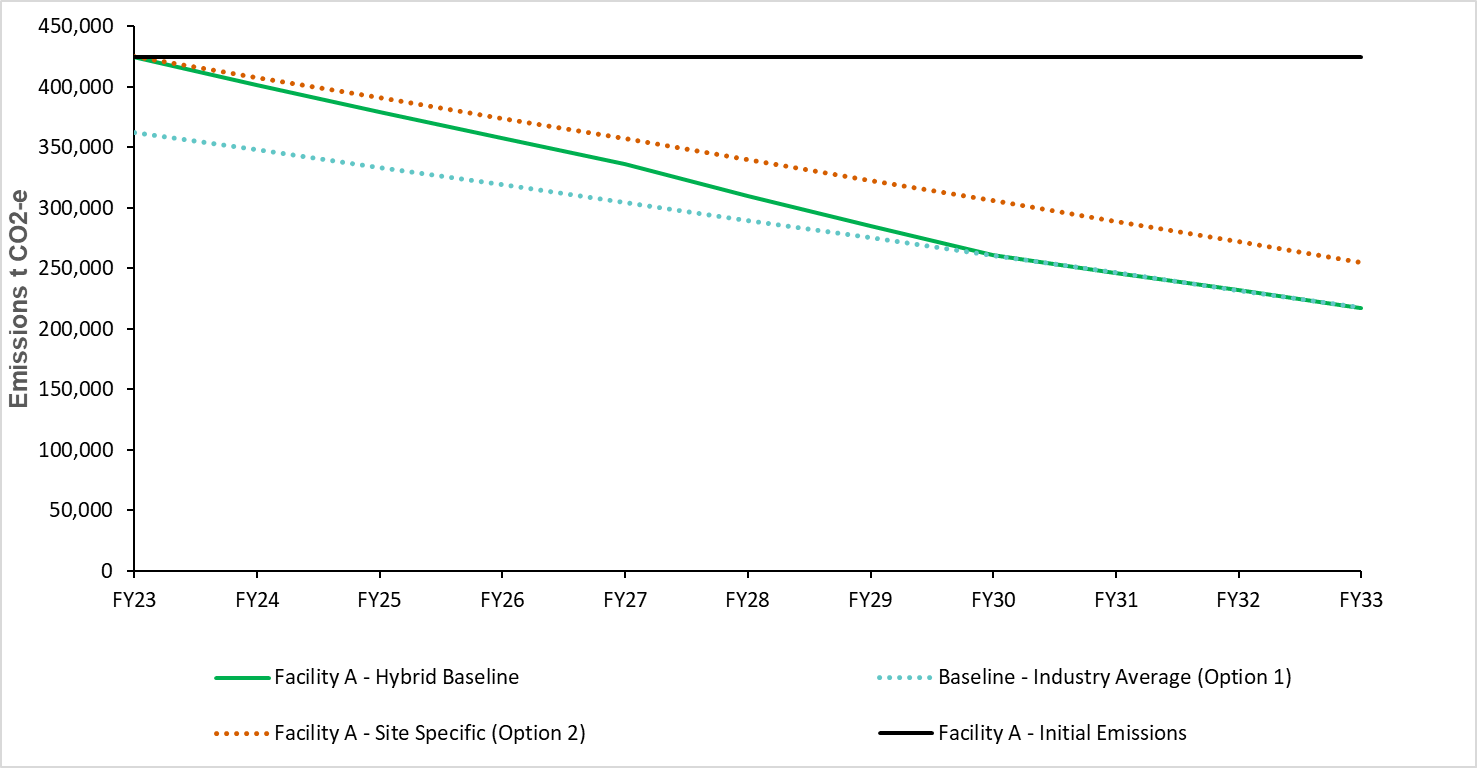 450,000
400,000
350,000
300,000
250,000
200,000
150,000
100,000
50,000
0
Emissions t CO2-e
FY23 FY24 FY25 FY26 FY27 FY28 FY29 FY30 FY31 FY32 FY33
Facility A - Hybrid Baseline
Baseline - Industry Average (Option 1)
Facility A - Site Specific (Option 2)
Facility A - Initial Emissions